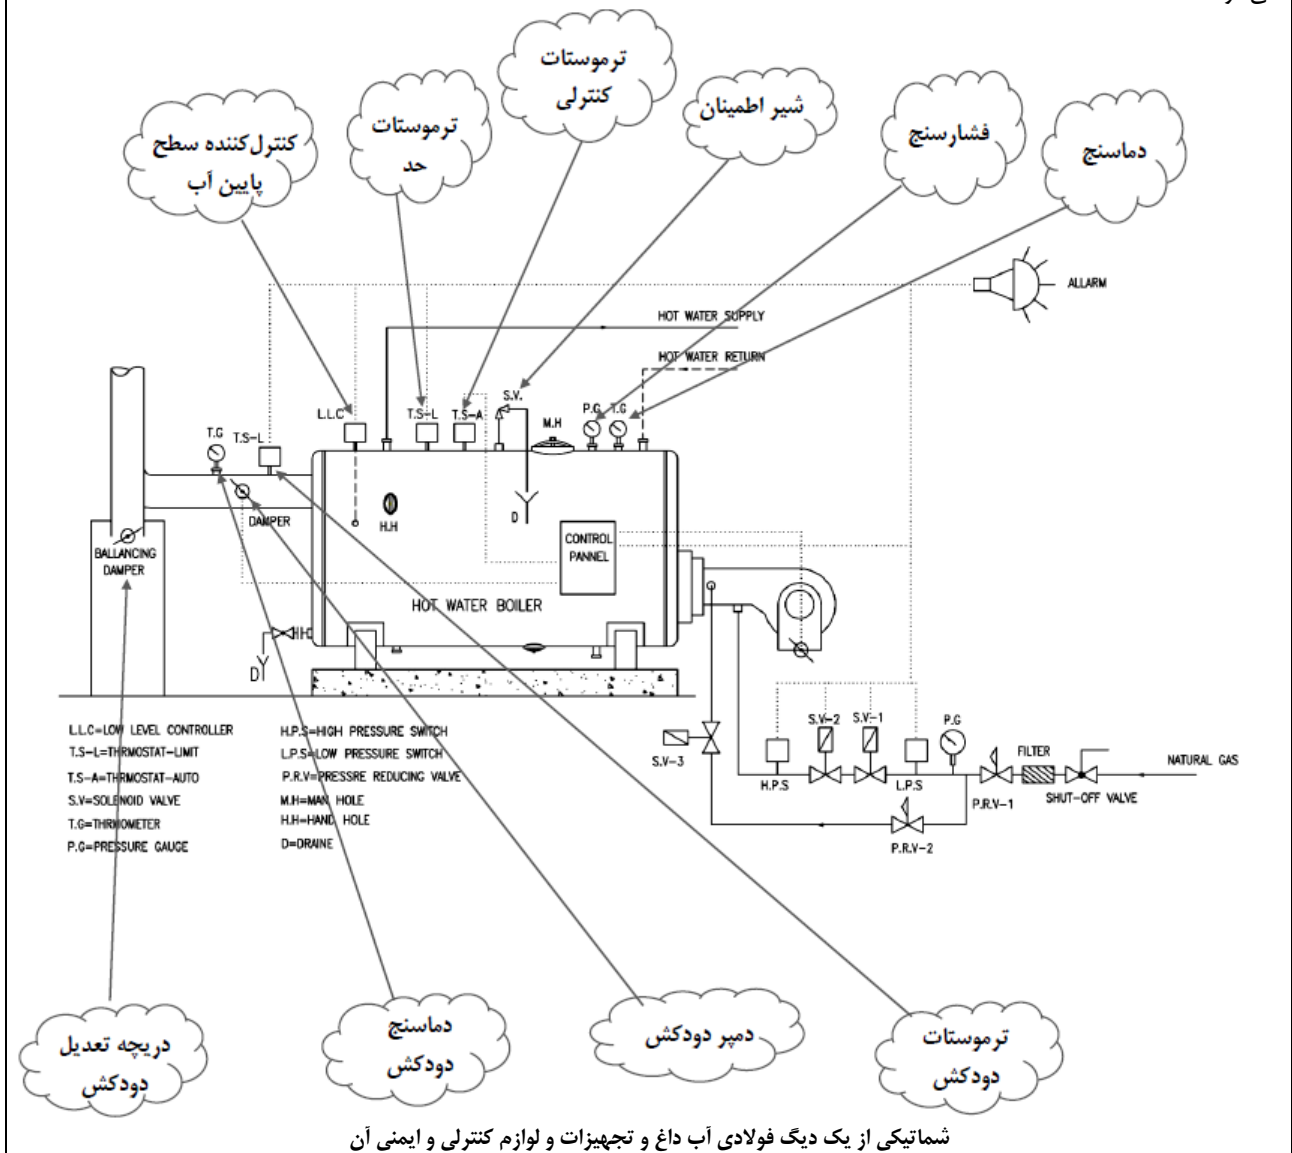 ترموستات
کنترلی
شیر اطمینان
فشارسنج
دماسنج
ترموستات
حد
کنترل‌کننده سطح
پایین آب
ALLARM
HOT WATER SUPPLY
HOT WATER RETURN
L.L.C
T.S-L
T.S-A
S.V.
M.H
P.G
T.G
T.G
T.S-L
DAMPER
H.H
D
CONTROL
PANNEL
BALLANCING
DAMPER
HOT WATER BOILER
D
L.L.C=LOW LEVEL CONTROLLER
T.S-L=THRMOSTAT-LIMIT
T.S-A=THRMOSTAT-AUTO
S.V=SOLENOID VALVE
T.G=THRMOMETER
P.G=PRESSURE GAUGE
H.P.S=HIGH PRESSURE SWITCH
L.P.S=LOW PRESSURE SWITCH
P.R.V=PRESSRE REDUCING VALVE
M.H=MAN HOLE
H.H=HAND HOLE
D=DRAINE
S.V-3
S.V-2
S.V-1
P.G
H.P.S
L.P.S
FILTER
NATURAL GAS
P.R.V-1
SHUT-OFF VALVE
P.R.V-2
دریچه تعدیل
دودکش
دماسنج
دودکش
دمپر دودکش
ترموستات
دودکش
شماتیکی از یک دیگ فولادی آب داغ و تجهیزات و لوازم کنترلی و ایمنی آن